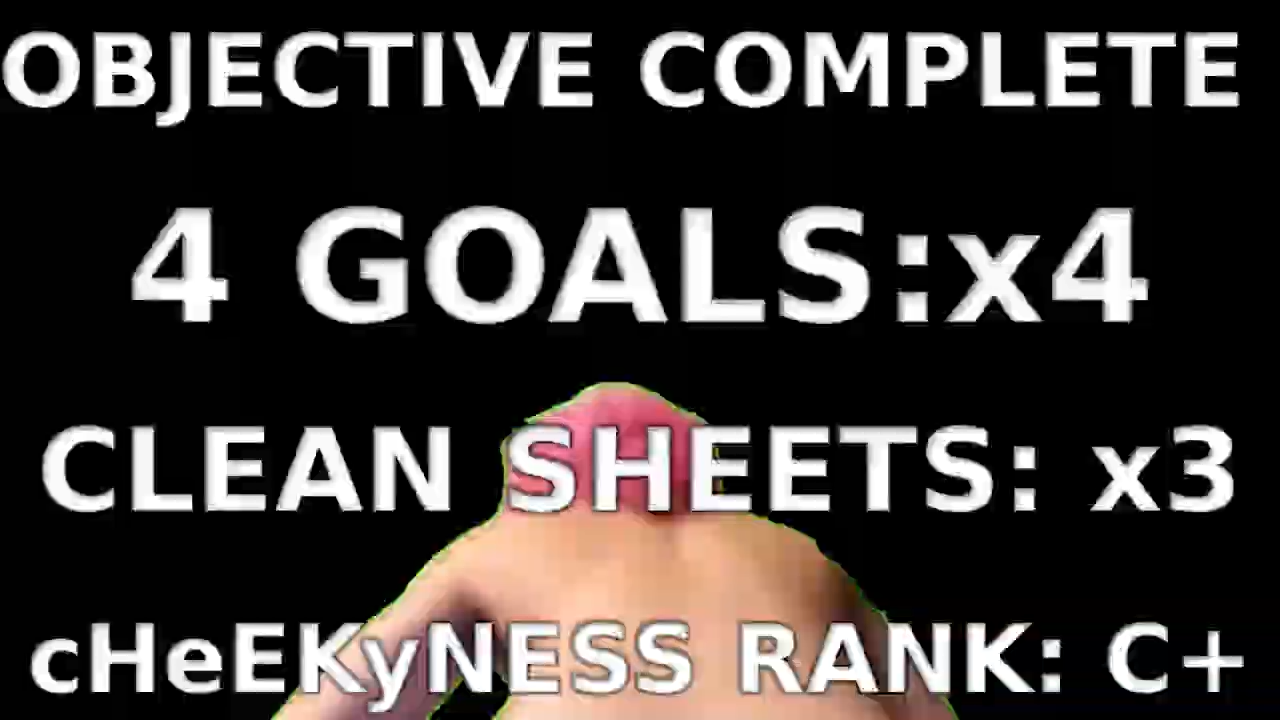 OBJECTIVE COMPLETE
4 GOALS:x4
CLEAN SHEETS: x3
cHeEKyNESS RANK: C+